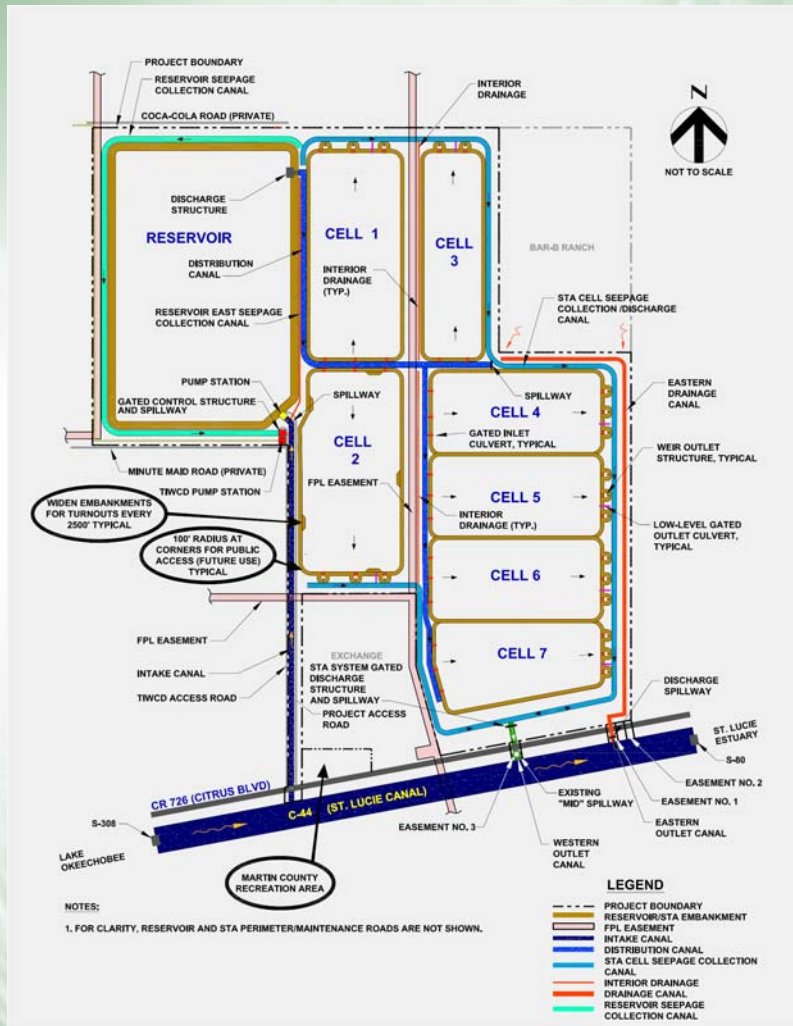 PROJECT BOUNDARY
RESERVOIR SEEPAGE
COLLECTION CANAL
COCA-COLA ROAD (PRIVATE)
INTERIOR
DRAINAGE
N
NOT TO SCALE
DISCHARGE
STRUCTURE
RESERVOIR
CELL 1
CELL
3
BAR-B RANCH
DISTRIBUTION
CANAL
INTERIOR
DRAINAGE
(TYP.)
RESERVOIR EAST SEEPAGE
COLLECTION CANAL
STA CELL SEEPAGE
COLLECTION /DISCHARGE
CANAL
PUMP STATION
GATED CONTROL STRUCTURE
AND SPILLWAY
SPILLWAY
SPILLWAY
EASTERN
DRAINAGE
CANAL
CELL
2
CELL 4
GATED INLET
CULVERT, TYPICAL
WEIR OUTLET
STRUCTURE, TYPICAL
MINUTE MAID ROAD (PRIVATE)
TIWCD PUMP STATION
FPL EASEMENT
CELL 5
INTERIOR
DRAINAGE (TYP.)
LOW-LEVEL GATED
OUTLET CULVERT,
TYPICAL
WIDEN EMBANKMENTS
FOR TURNOUTS EVERY
2500' TYPICAL
100' RADIUS AT
CORNERS FOR PUBLIC
ACCESS (FUTURE USE)
TYPICAL
CELL 6
CELL 7
FPL EASEMENT
EXCHANGE
STA SYSTEM GATED
DISCHARGE
STRUCTURE
AND SPILLWAY
INTAKE CANAL
TIWCD ACCESS ROAD
PROJECT ACCESS
ROAD
DISCHARGE
SPILLWAY
ST. LUCIE
ESTUARY
S-80
CR 726 (CITRUS BLVD)
C-44 (ST. LUCIE CANAL)
S-308
LAKE
OKEECHOBEE
EASEMENT NO. 3
EXISTING
"MID" SPILLWAY
WESTERN
OUTLET
CANAL
EASEMENT NO. 2
EASEMENT NO. 1
EASTERN
OUTLET CANAL
MARTIN COUNTY
RECREATION AREA
NOTES:
1. FOR CLARITY, RESERVOIR AND STA PERIMETER/MAINTENANCE ROADS ARE NOT SHOWN.
LEGEND
PROJECT BOUNDARY
RESERVOIR/STA EMBANKMENT
FPL EASEMENT
INTAKE CANAL
DISTRIBUTION CANAL
STA CELL SEEPAGE COLLECTION
CANAL
INTERIOR DRAINAGE
DRAINAGE CANAL
RESERVOIR SEEPAGE
COLLECTION CANAL